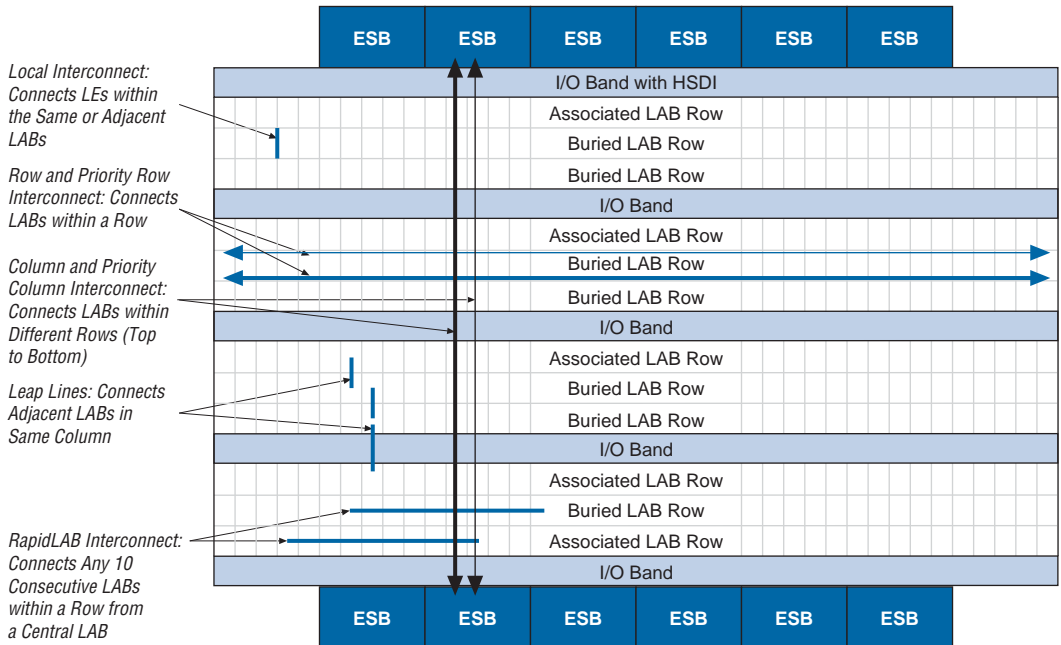 ESB ESB ESB ESB ESB ESB
Local Interconnect:
Connects LEs within
the Same or Adjacent
LABs
I/O Band with HSDI
Associated LAB Row
Buried LAB Row
Buried LAB Row
Row and Priority Row
Interconnect: Connects
LABs within a Row
I/O Band
Associated LAB Row
Buried LAB Row
Buried LAB Row
Column and Priority
Column Interconnect:
Connects LABs within
Different Rows (Top
to Bottom)
I/O Band
Associated LAB Row
Buried LAB Row
Buried LAB Row
Leap Lines: Connects
Adjacent LABs in
Same Column
I/O Band
Associated LAB Row
Buried LAB Row
Associated LAB Row
RapidLAB Interconnect:
Connects Any 10
Consecutive LABs
within a Row from
a Central LAB
I/O Band
ESB ESB ESB ESB ESB ESB